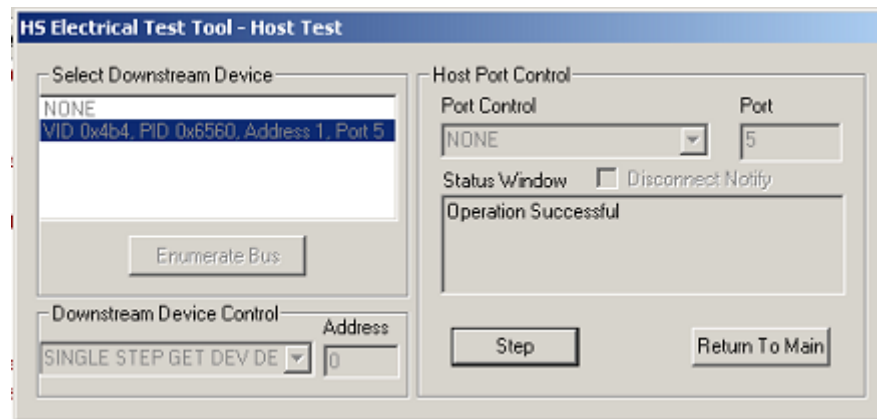 HS Electrical Test Tool - Host Test
Select Downstream Device
NONE
VID 0x4b4, PID 0x6560, Address 1, Port 5
Enumerate Bus
Downstream Device Control
Address
SINGLE STEP GET DEV DE
0
Host Port Control
Port Control
Port
NONE
5
Status Window
Disconnect Notify
Operation Successful
Step
Return To Main